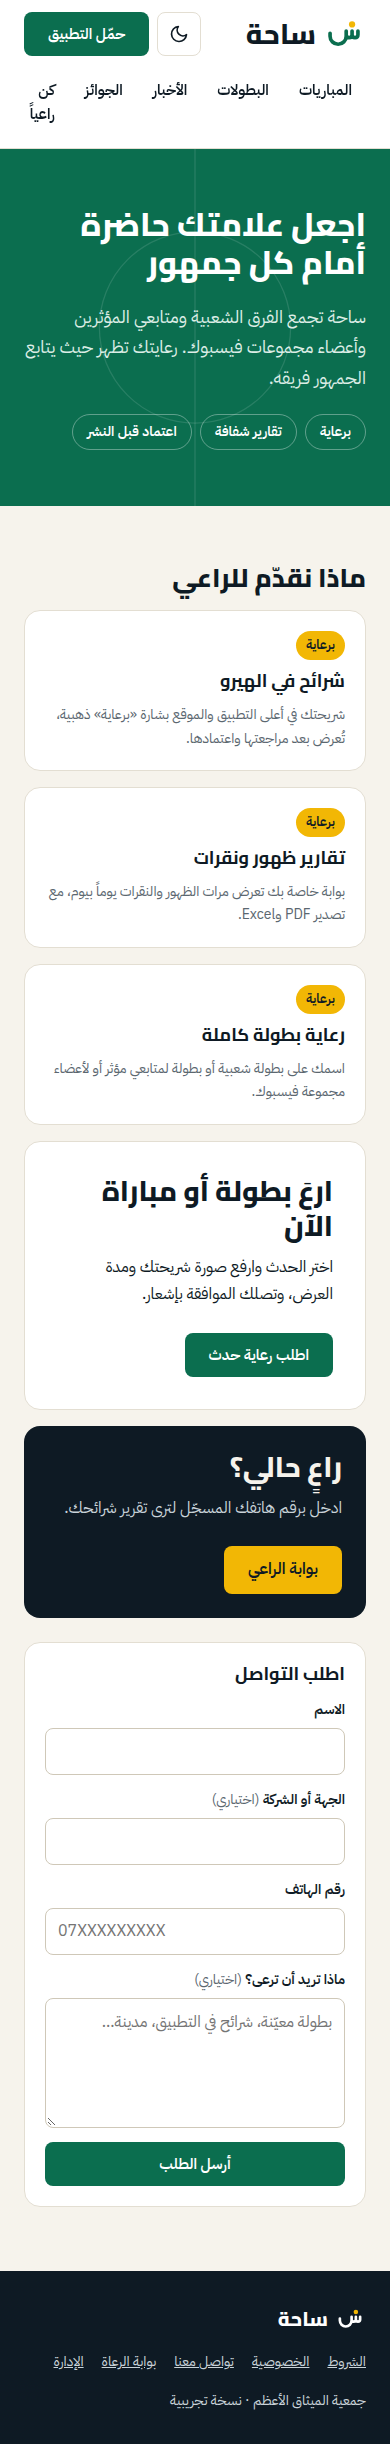 ساحة
حمّل التطبيق
المباريات
البطولات
الأخبار
الجوائز
كن
راعياً
اجعل علامتك حاضرة
أمام كل جمهور
ساحة تجمع الفرق الشعبية ومتابعي المؤثرين
وأعضاء مجموعات فيسبوك. رعايتك تظهر حيث يتابع
الجمهور فريقه.
برعاية
تقارير شفافة
اعتماد قبل النشر
ماذا نقدّم للراعي
برعاية
شرائح في الهيرو
شريحتك في أعلى التطبيق والموقع بشارة «برعاية» ذهبية،
تُعرض بعد مراجعتها واعتمادها.
برعاية
تقارير ظهور ونقرات
بوابة خاصة بك تعرض مرات الظهور والنقرات يوماً بيوم، مع
تصدير PDF وExcel.
برعاية
رعاية بطولة كاملة
اسمك على بطولة شعبية أو بطولة لمتابعي مؤثر أو لأعضاء
مجموعة فيسبوك.
ارعَ بطولة أو مباراة
الآن
اختر الحدث وارفع صورة شريحتك ومدة
العرض، وتصلك الموافقة بإشعار.
اطلب رعاية حدث
راعٍ حالي؟
ادخل برقم هاتفك المسجّل لترى تقرير شرائحك.
بوابة الراعي
اطلب التواصل
الاسم
الجهة أو الشركة (اختياري)
رقم الهاتف
07XXXXXXXXX
ماذا تريد أن ترعى؟ (اختياري)
بطولة معيّنة، شرائح في التطبيق، مدينة...
أرسل الطلب
ساحة
الشروط
الخصوصية
تواصل معنا
بوابة الرعاة
الإدارة
جمعية الميثاق الأعظم · نسخة تجريبية